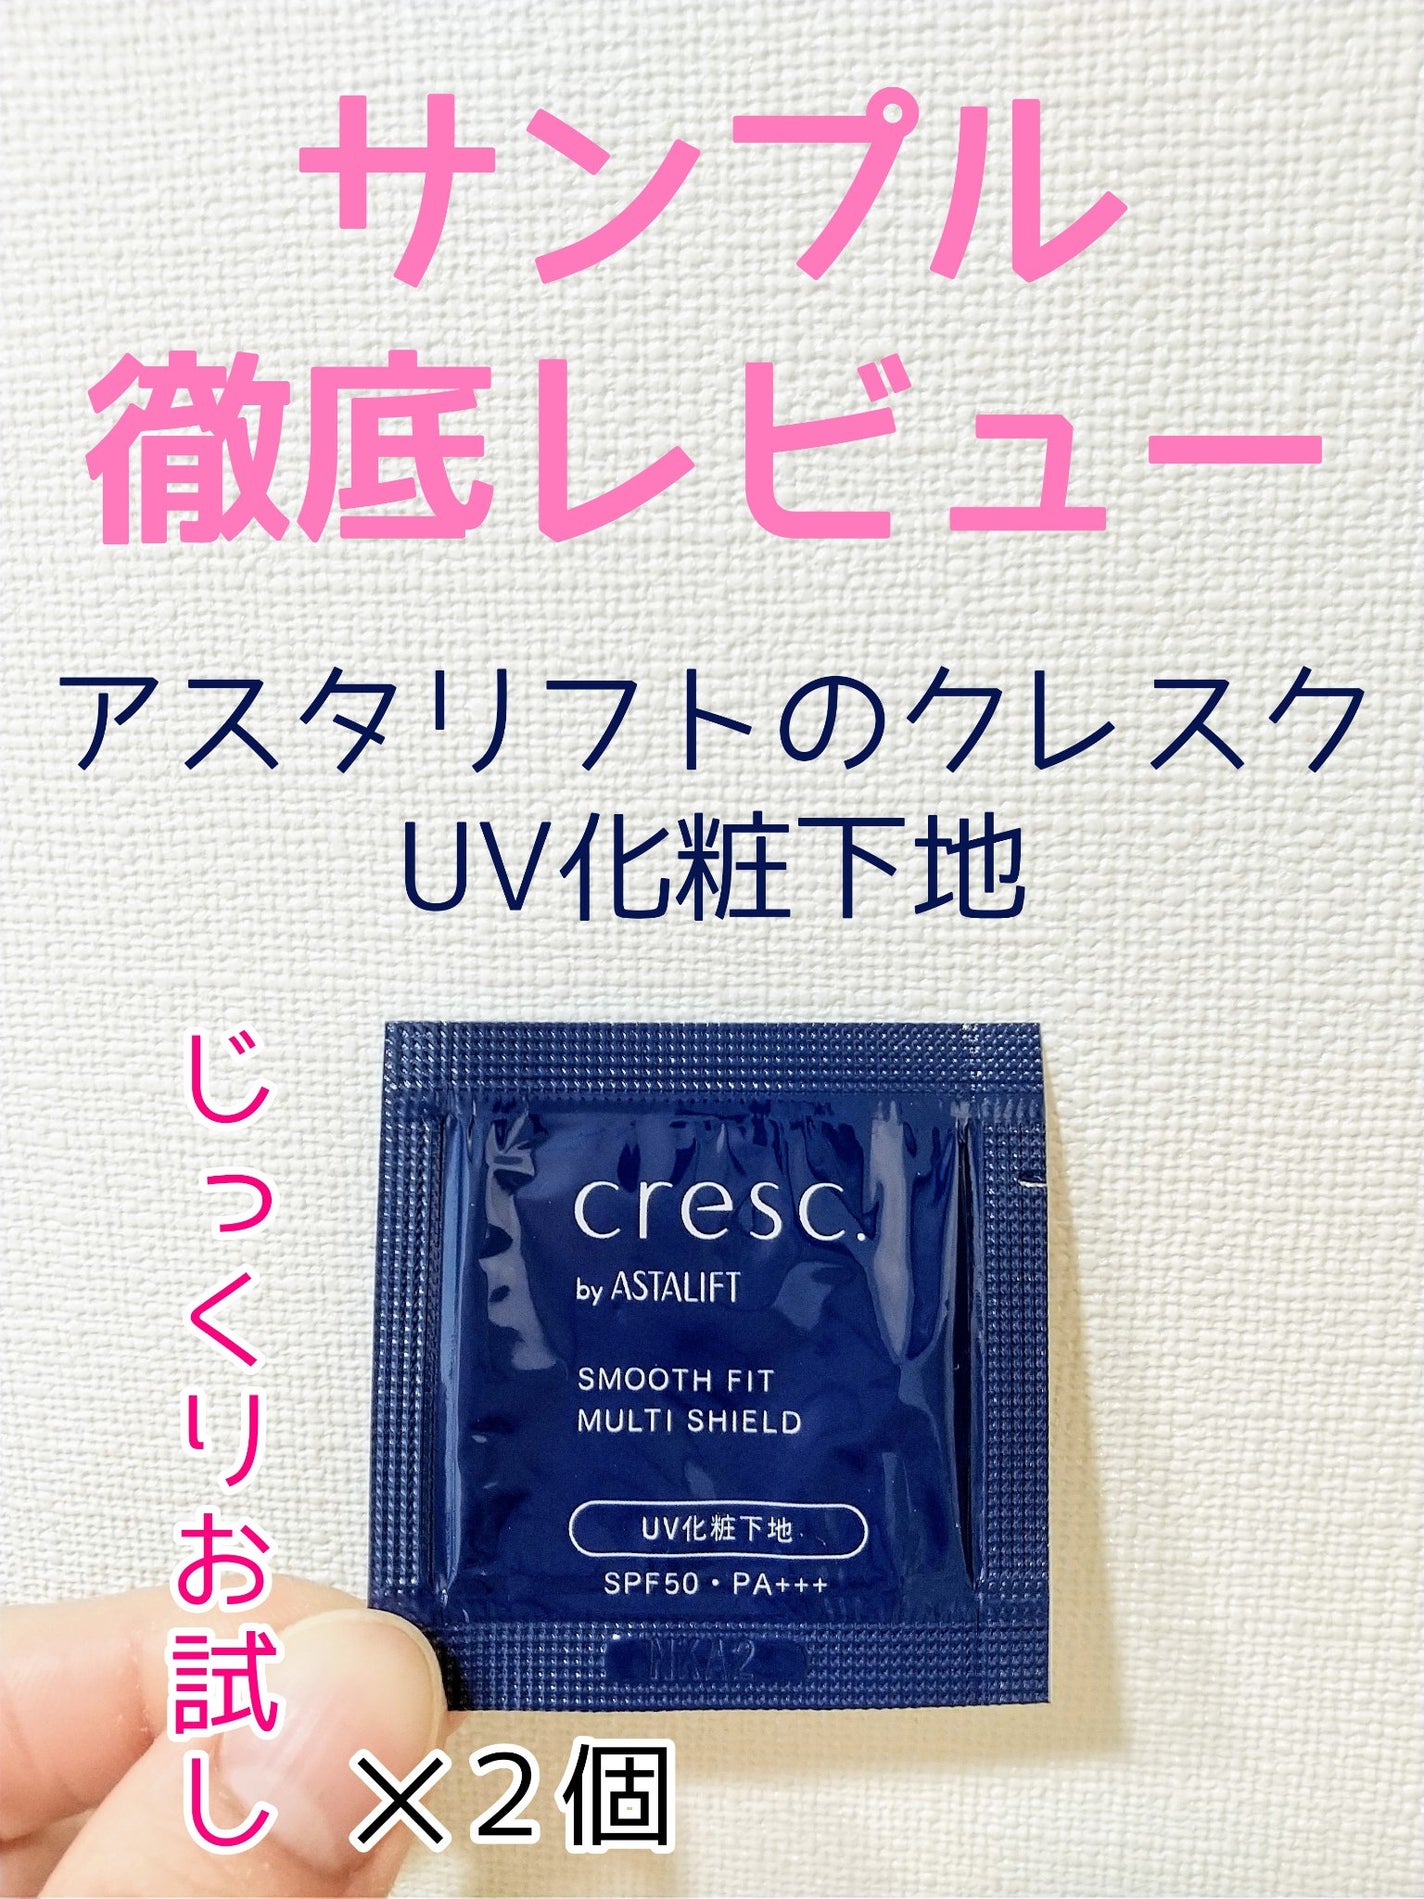 サンプル
徹底レビュー
アスタリフトのクレスク
UV化粧下地
じっくりお試し
cresc.
by ASTALIFT
SMOOTH FIT
MULTI SHIELD
UV化粧下地
SPF50・PA+++
×2個